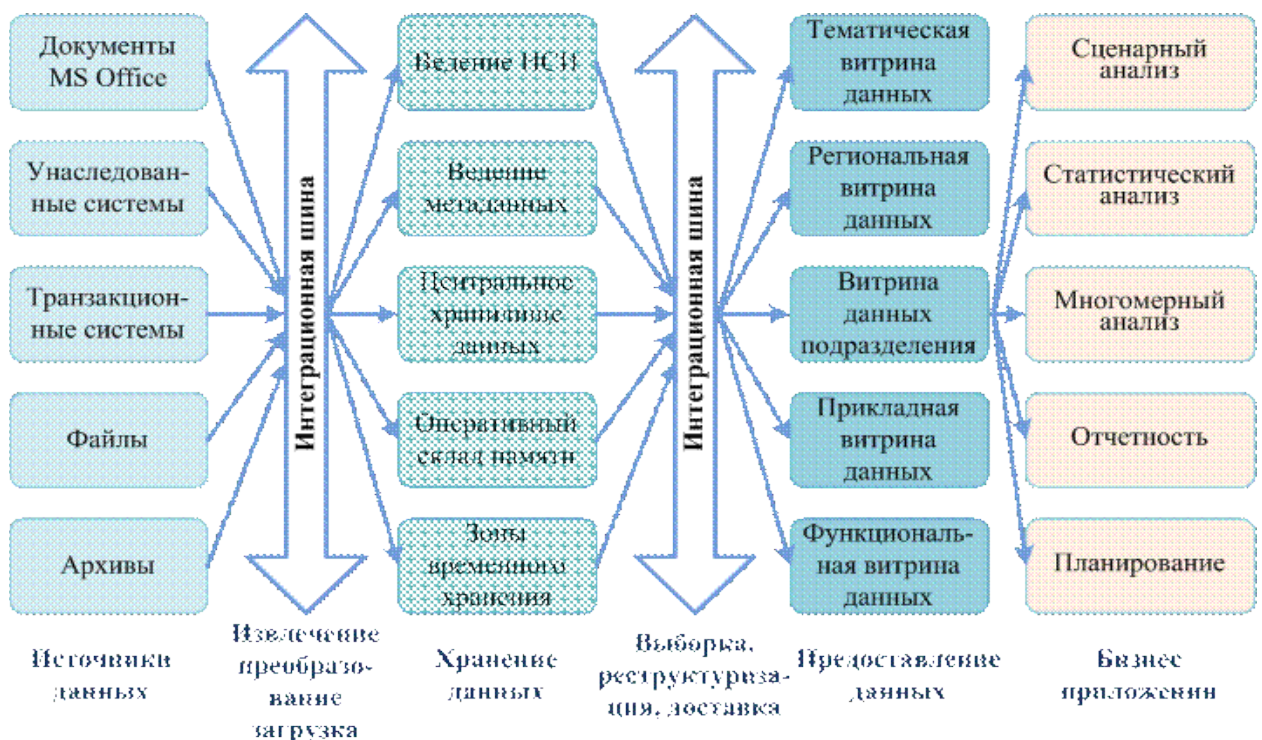 Документы
MS Office
Унаследован-
ные системы
Транзакцион-
ные системы
Файлы
Архивы
Источники
данных
Интеграционная шина
Извлечение
преобразо-
вание
загрузка
Ведение НСИ
Ведение
метаданных
Центральное
хранилище
данных
Оперативный
склад памяти
Зоны
временного
хранения
Хранение
данных
Интеграционная шина
Выборка,
реструктуриза-
ция, доставка
Тематическая
витрина
данных
Региональная
витрина
данных
Витрина
данных
подразделения
Прикладная
витрина
данных
Функциональ-
ная витрина
данных
Предоставление
данных
Сценарный
анализ
Статистический
анализ
Многомерный
анализ
Отчетность
Планирование
Бизнес
приложения